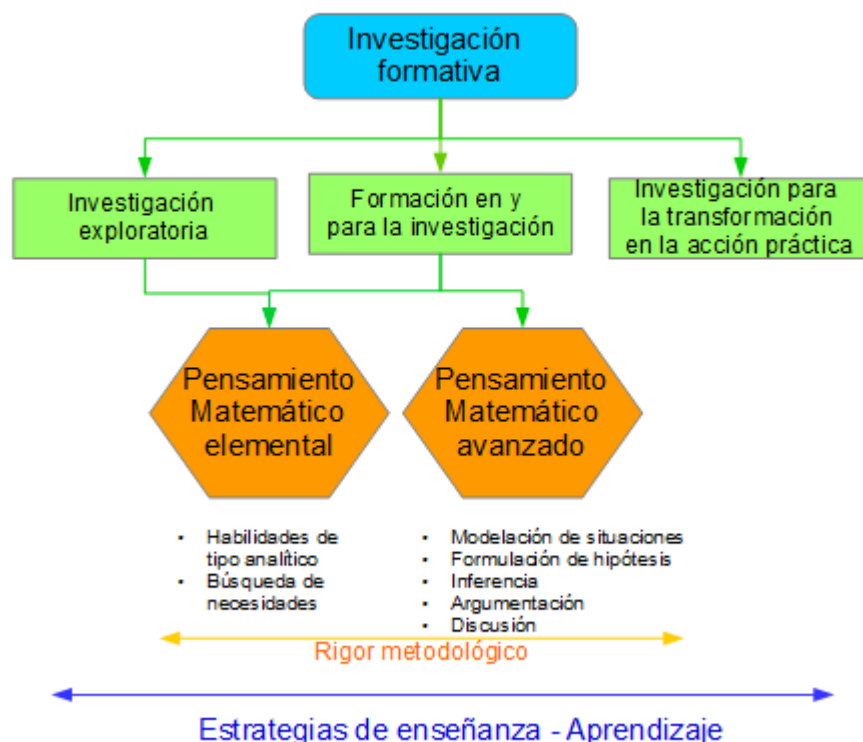 Investigación
formativa
Investigación
exploratoria
Formación en y
para la investigación
Investigación para
la transformación
en la acción práctica
Pensamiento
Matemático
elemental
Pensamiento
Matemático
avanzado
• Habilidades de
tipo analítico
• Búsqueda de
necesidades
• Modelación de situaciones
• Formulación de hipótesis
• Inferencia
• Argumentación
• Discusión
Rigor metodológico
Estrategias de enseñanza - Aprendizaje